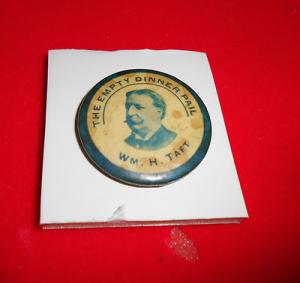 THE EMPTY DINNER PAIL
WM. H. TAFT